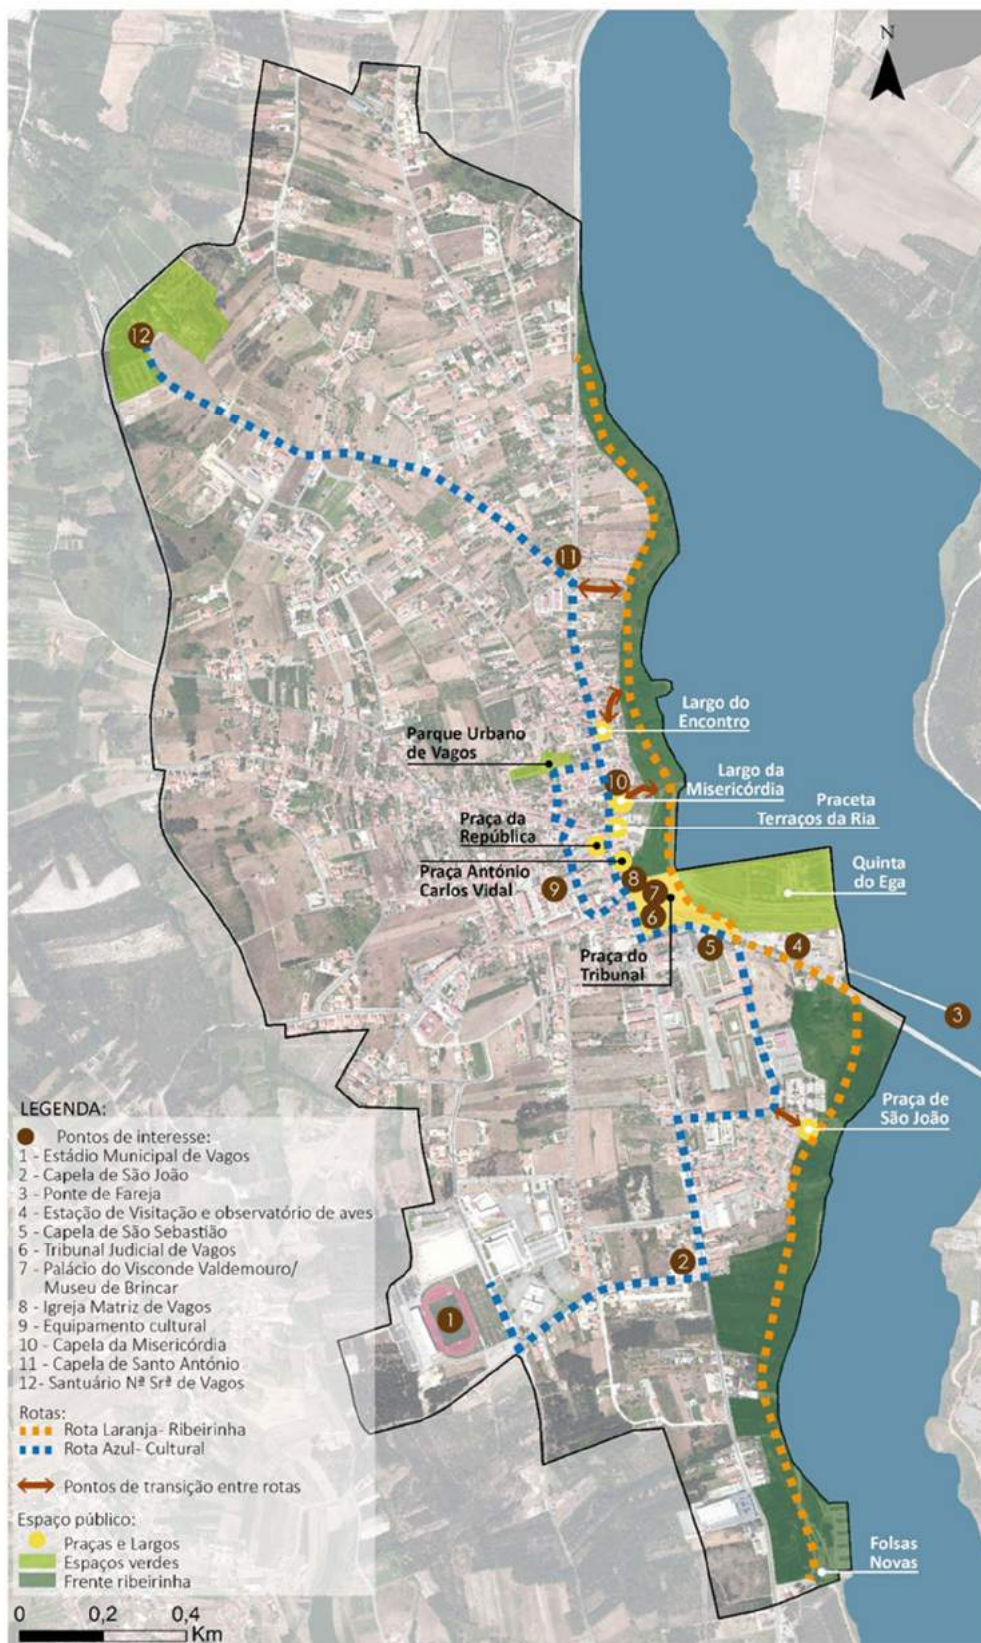 N
12
11
Largo do
Encontro
Parque Urbano
de Vagos
10
Largo da
Misericórdia
Praça da
República
Praceta
Terraços da Ria
Praça António
Carlos Vidal
8
7
9
6
Quinta
do Ega
Praça do
Tribunal
5
4
3
Praça de
São João
2
1
Folsas
Novas
LEGENDA:
Pontos de interesse:
1 - Estádio Municipal de Vagos
2 - Capela de São João
3 - Ponte de Fareja
4 - Estação de Visitação e observatório de aves
5 - Capela de São Sebastião
6 - Tribunal Judicial de Vagos
7 - Palácio do Visconde Valdemouro/
Museu de Brincar
8 - Igreja Matriz de Vagos
9 - Equipamento cultural
10 - Capela da Misericórdia
11 - Capela de Santo António
12- Santuário Nª Srª de Vagos
Rotas:
Rota Laranja- Ribeirinha
Rota Azul- Cultural
Pontos de transição entre rotas
Espaço público:
Praças e Largos
Espaços verdes
Frente ribeirinha
0 0,2 0,4
Km